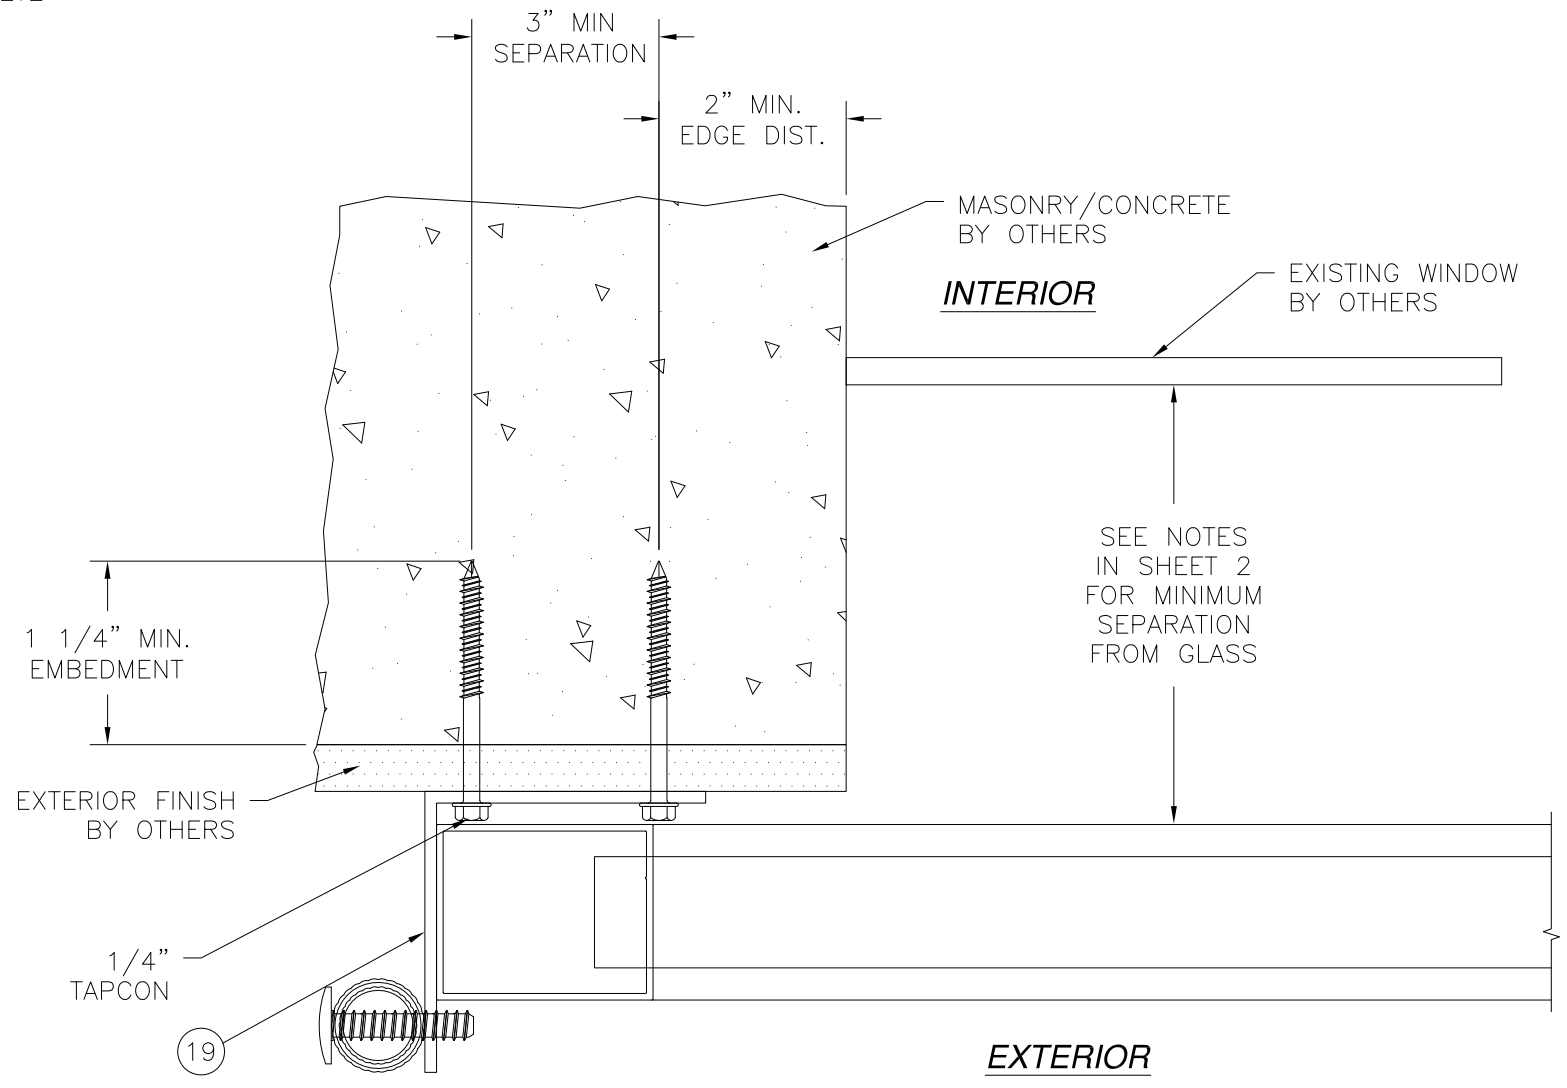 3” MIN
SEPARATION
2” MIN.
EDGE DIST.
MASONRY/CONCRETE
BY OTHERS
INTERIOR
EXISTING WINDOW
BY OTHERS
SEE NOTES
IN SHEET 2
FOR MINIMUM
SEPARATION
FROM GLASS
1 1/4” MIN.
EMBEDMENT
EXTERIOR FINISH
BY OTHERS
1/4”
TAPCON
19
EXTERIOR